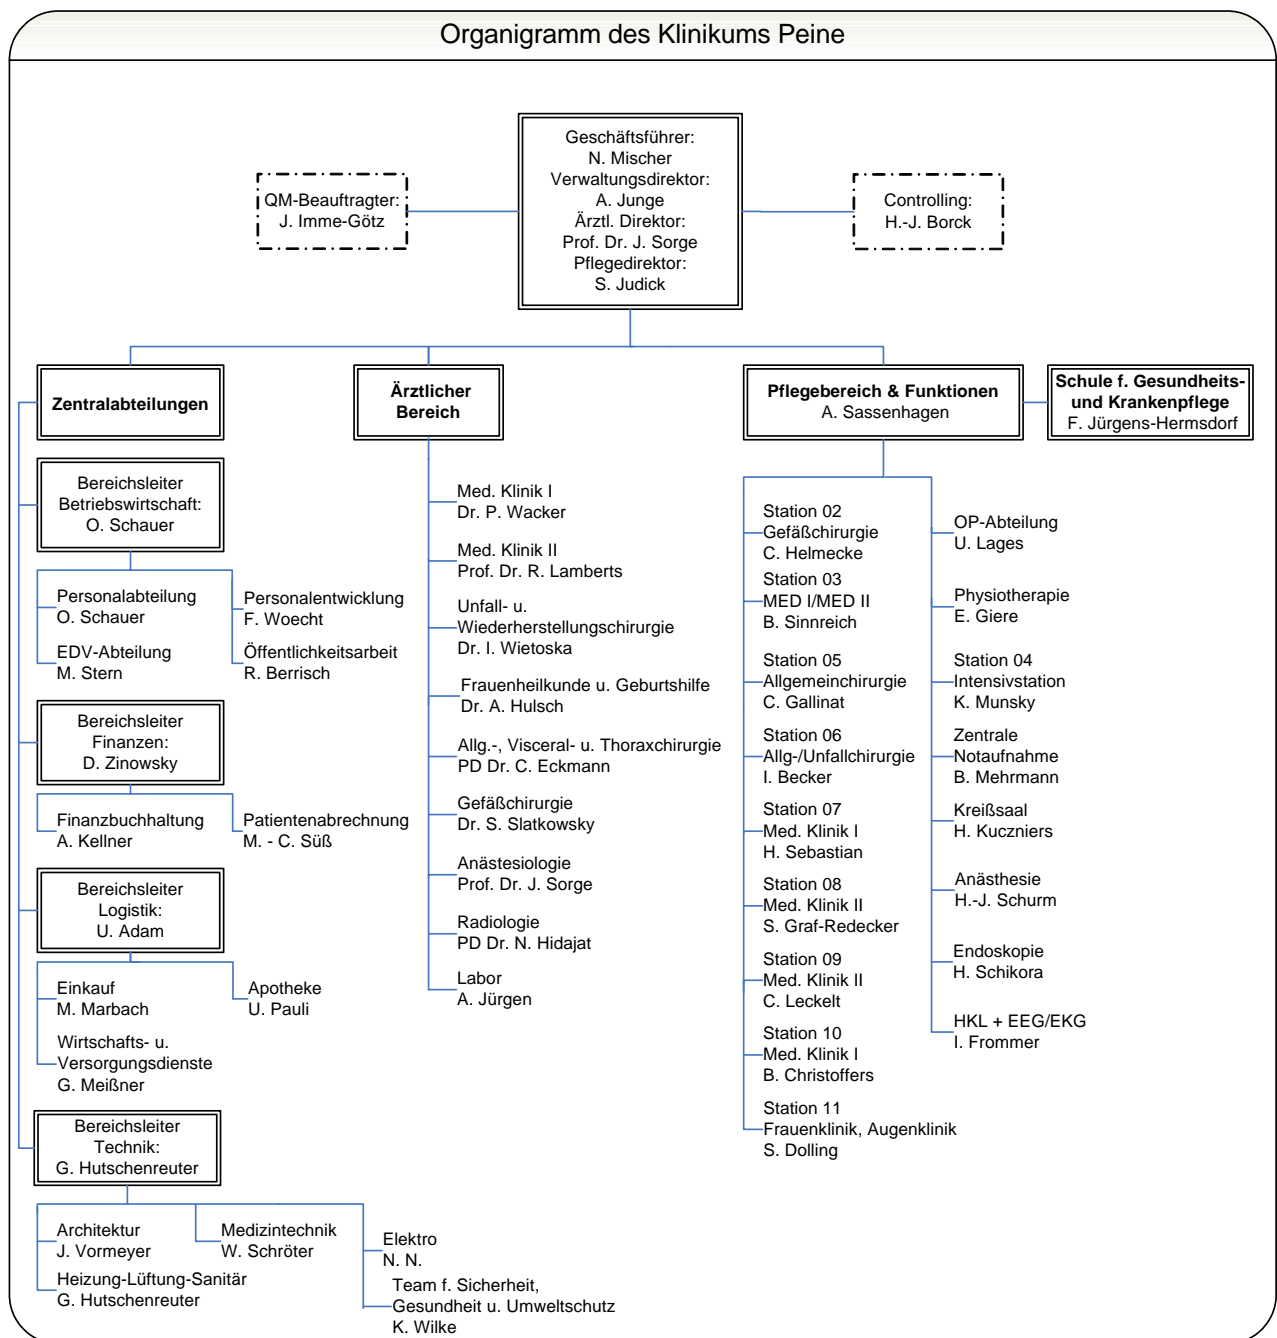 Organigramm des Klinikums Peine
Geschäftsführer:
N. Mischer
Verwaltungsdirektor:
A. Junge
Ärztl. Direktor:
Prof. Dr. J. Sorge
Pflegedirektor:
S. Judick
QM-Beauftragter:
J. Imme-Götz
Controlling:
H.-J. Borck
Zentralabteilungen
Bereichsleiter
Betriebswirtschaft:
O. Schauer
Personalabteilung
O. Schauer
Personalentwicklung
F. Woecht
EDV-Abteilung
M. Stern
Öffentlichkeitsarbeit
R. Berrisch
Bereichsleiter
Finanzen:
D. Zinowsky
Finanzbuchhaltung
A. Kellner
Patientenabrechnung
M. - C. Süß
Bereichsleiter
Logistik:
U. Adam
Einkauf
M. Marbach
Apotheke
U. Pauli
Wirtschafts- u.
Versorgungsdienste
G. Meißner
Bereichsleiter
Technik:
G. Hutschenreuter
Architektur
J. Vormeyer
Medizintechnik
W. Schröter
Elektro
N. N.
Heizung-Lüftung-Sanitär
G. Hutschenreuter
Team f. Sicherheit,
Gesundheit u. Umweltschutz
K. Wilke
Ärztlicher
Bereich
Med. Klinik I
Dr. P. Wacker
Med. Klinik II
Prof. Dr. R. Lamberts
Unfall- u.
Wiederherstellungschirurgie
Dr. I. Wietoska
Frauenheilkunde u. Geburtshilfe
Dr. A. Hulsch
Allg.-, Visceral- u. Thoraxchirurgie
PD Dr. C. Eckmann
Gefäßchirurgie
Dr. S. Slatkowsky
Anästesiologie
Prof. Dr. J. Sorge
Radiologie
PD Dr. N. Hidajat
Labor
A. Jürgen
Pflegebereich & Funktionen
A. Sassenhagen
Schule f. Gesundheits-
und Krankenpflege
F. Jürgens-Hermsdorf
Station 02
Gefäßchirurgie
C. Helmecke
Station 03
MED I/MED II
B. Sinnreich
Station 05
Allgemeinchirurgie
C. Gallinat
Station 06
Allg-/Unfallchirurgie
I. Becker
Station 07
Med. Klinik I
H. Sebastian
Station 08
Med. Klinik II
S. Graf-Redecker
Station 09
Med. Klinik II
C. Leckelt
Station 10
Med. Klinik I
B. Christoffers
Station 11
Frauenklinik, Augenklinik
S. Dolling
OP-Abteilung
U. Lages
Physiotherapie
E. Giere
Station 04
Intensivstation
K. Munsky
Zentrale
Notaufnahme
B. Mehrmann
Kreißsaal
H. Kuczniers
Anästhesie
H.-J. Schurm
Endoskopie
H. Schikora
HKL + EEG/EKG
I. Frommer